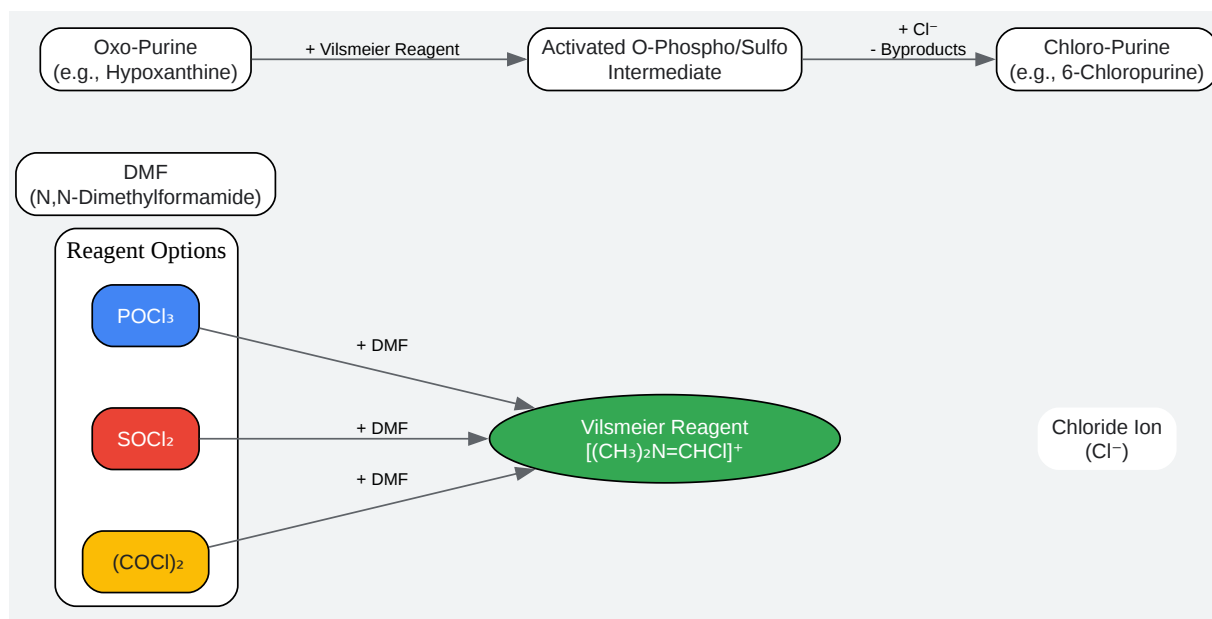 Oxo-Purine
(e.g., Hypoxanthine)
+ Vilsmeier Reagent
Activated O-Phospho/Sulfo
Intermediate
+ Cl⁻
- Byproducts
Chloro-Purine
(e.g., 6-Chloropurine)
DMF
(N,N-Dimethylformamide)
Reagent Options
POCl₃
+ DMF
SOCl₂
+ DMF
(COCl)₂
+ DMF
Vilsmeier Reagent
[(CH₃)₂N=CHCl]⁺
Chloride Ion
(Cl⁻)